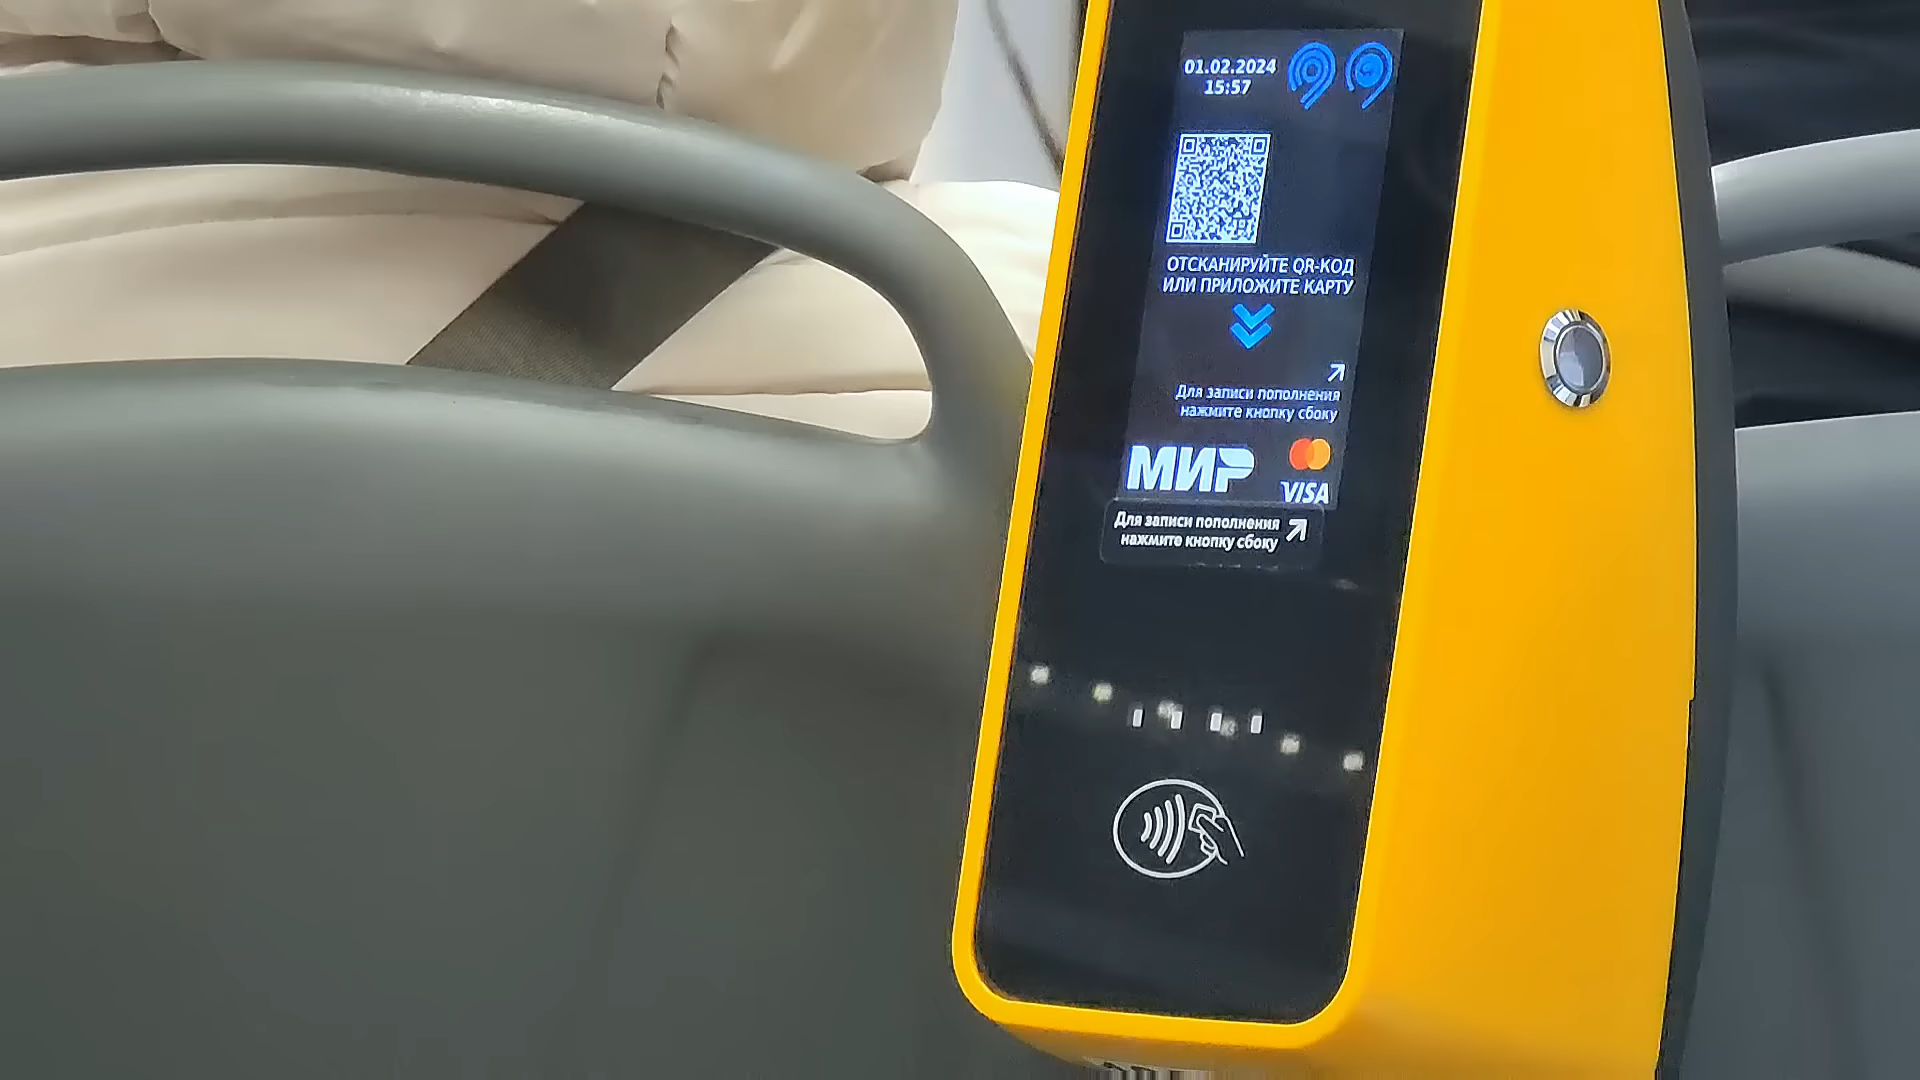 01.02.2024
15:57
ОТСКАНИРУЙТЕ QR-КОД
ИЛИ ПРИЛОЖИТЕ КАРТУ
Для записи пополнения
нажмите кнопку сбоку
МИР
VISA
Для записи пополнения
нажмите кнопку сбоку